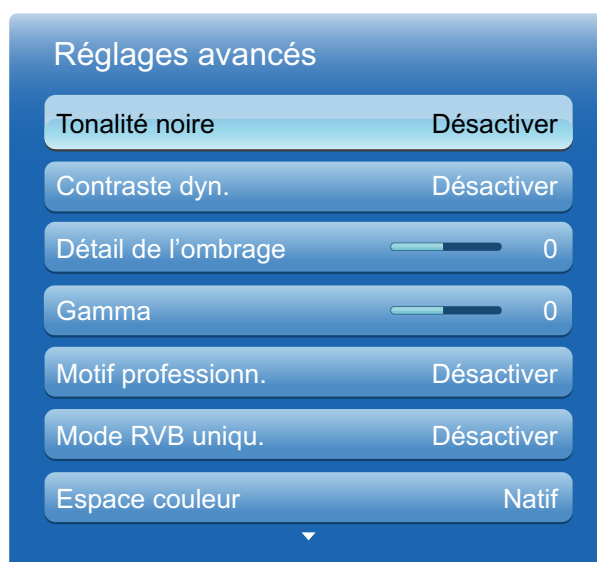 Réglages avancés
Tonalité noire Désactiver
Contraste dyn. Désactiver
Détail de l’ombrage 0
Gamma 0
Motif professionn. Désactiver
Mode RVB uniqu. Désactiver
Espace couleur Natif